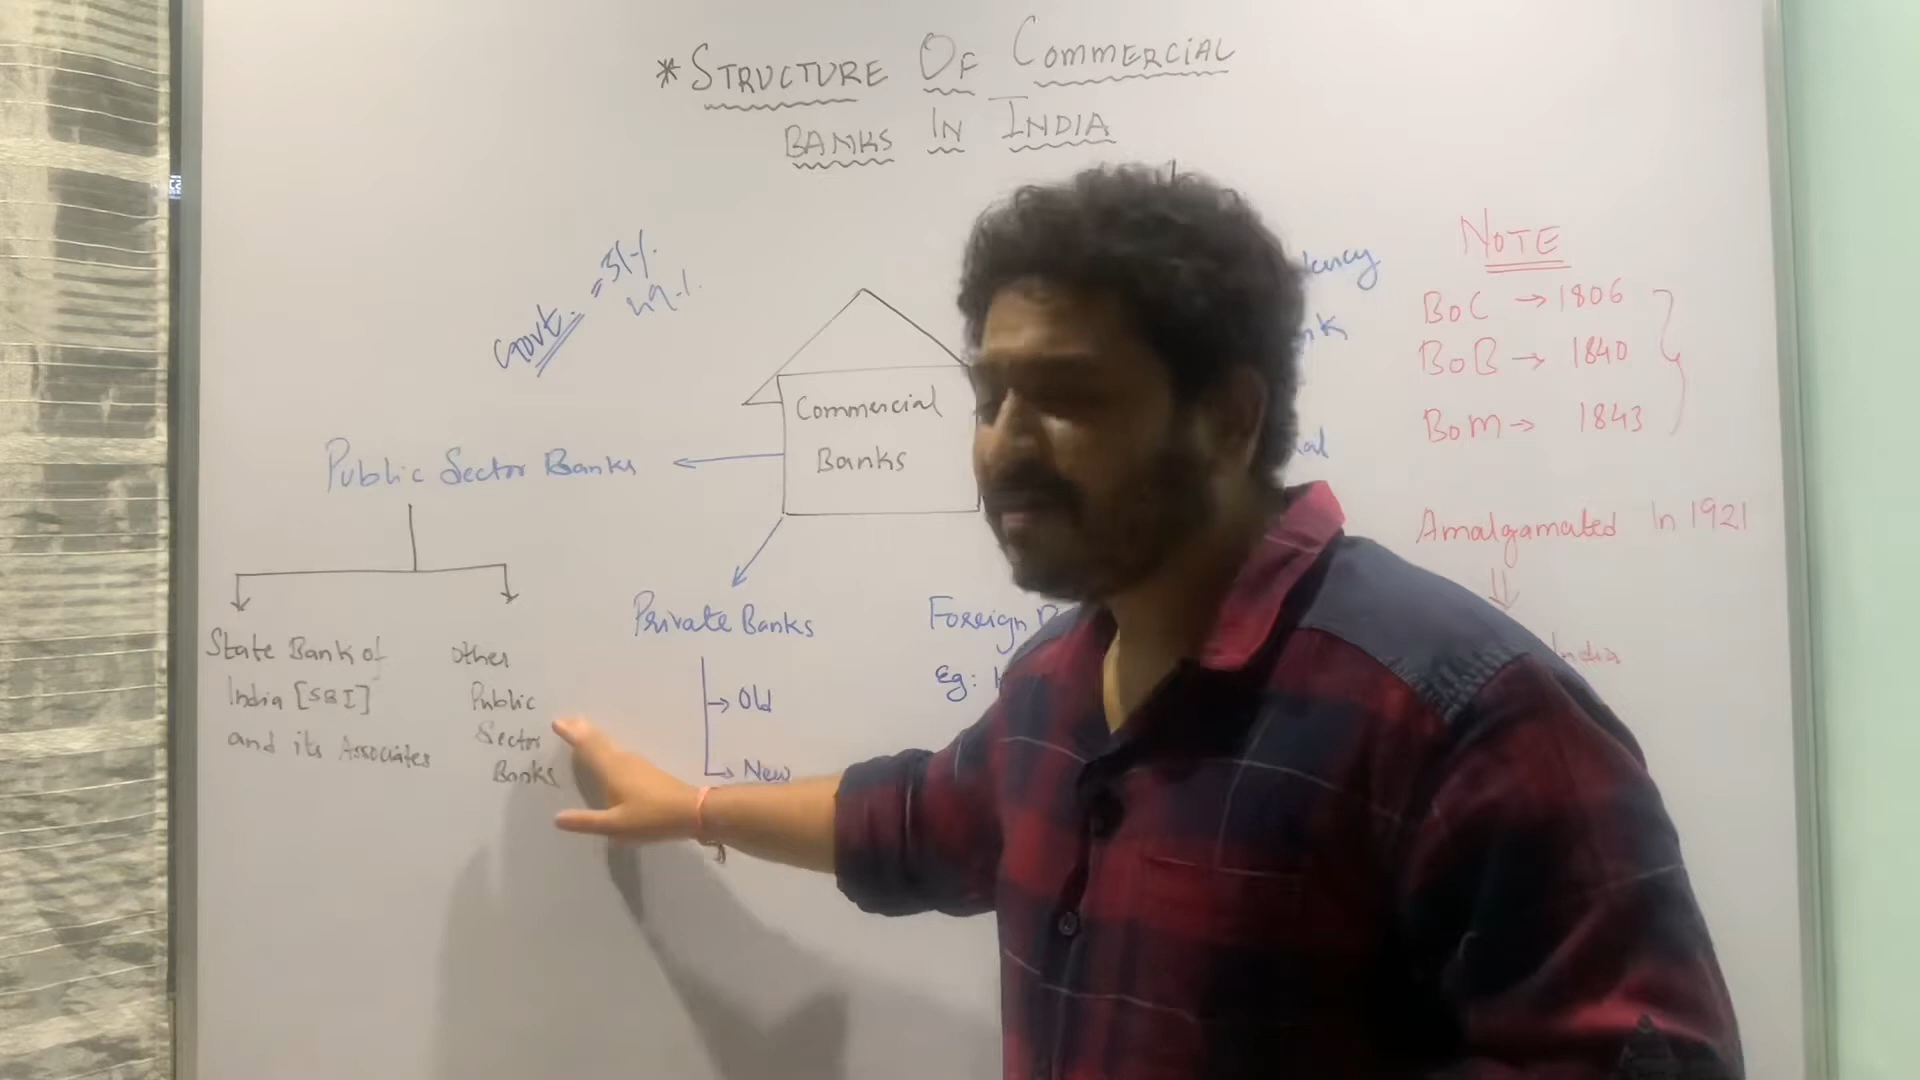 *STRUCTURE OF COMMERCIAL
BANKS IN INDIA
Govt. = 51%.
49%.
Commercial
Banks
Public Sector Banks
State Bank of
India [SBI]
and its Associates
Other
Public
Sector
Banks
Private Banks
Old
New
Foreign
Eg:
NOTE
BOC → 1806
BOB → 1840
BOM → 1843
Amalgamated In 1921
India